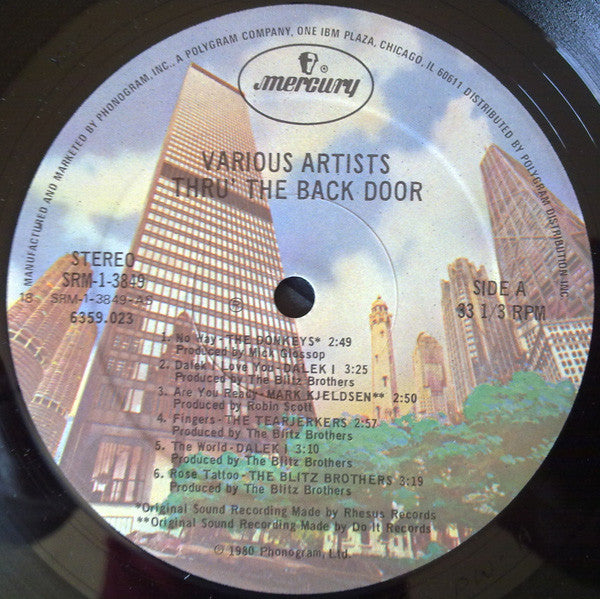 MANUFACTURED AND MARKETED BY PHONOGRAM, INC., A POLYGRAM COMPANY, ONE IBM PLAZA, CHICAGO, IL 60611 DISTRIBUTED BY POLYGRAM DISTRIBUTION INC
mercury
®
VARIOUS ARTISTS
THRU' THE BACK DOOR
STEREO
SRM-1-3849
18 SRM-1-3849-AS
6359.023
SIDE A
33 1/3 RPM
1. No Way - THE DONKEYS* 2:49
Produced by Mick Glossop
2. Dalek I Love You - DALEK I 3:25
Produced by The Blitz Brothers
3. Are You Ready - MARK KJELDSEN** 2:50
Produced by Robin Scott
4. Fingers - THE TEARJERKERS 2:57
Produced by The Blitz Brothers
5. The World - DALEK I 3:10
Produced by The Blitz Brothers
6. Rose Tattoo - THE BLITZ BROTHERS 3:19
Produced by The Blitz Brothers
*Original Sound Recording Made by Rhesus Records
**Original Sound Recording Made by Do It Records
© 1980 Phonogram, Ltd.